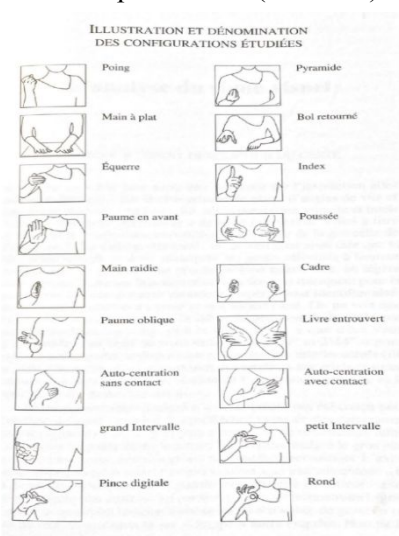 ILLUSTRATION ET DÉNOMINATION
DES CONFIGURATIONS ÉTUDIÉES
Poing
Pyramide
Main à plat
Bol retourné
Équerre
Index
Paume en avant
Poussée
Main raidie
Cadre
Paume oblique
Livre entrouvert
Auto-centration
sans contact
Auto-centration
avec contact
grand Intervalle
petit Intervalle
Pince digitale
Rond